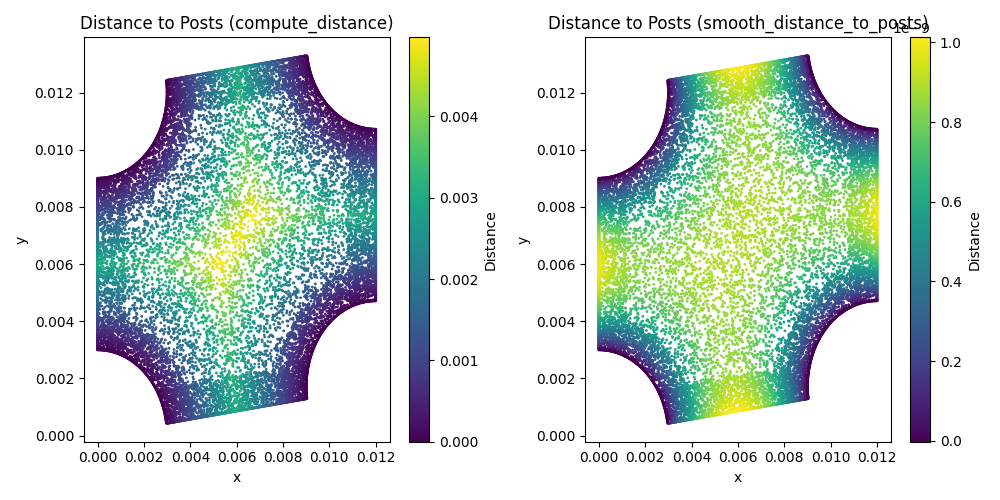 Distance to Posts (compute_distance)
0.012
0.010
0.008
0.006
0.004
0.002
0.000
y
0.000 0.002 0.004 0.006 0.008 0.010 0.012
x
0.004
0.003
0.002
0.001
0.000
Distance
Distance to Posts (smooth_distance_to_posts)
1e−9
0.012
0.010
0.008
0.006
0.004
0.002
0.000
y
0.000 0.002 0.004 0.006 0.008 0.010 0.012
x
1.0
0.8
0.6
0.4
0.2
0.0
Distance